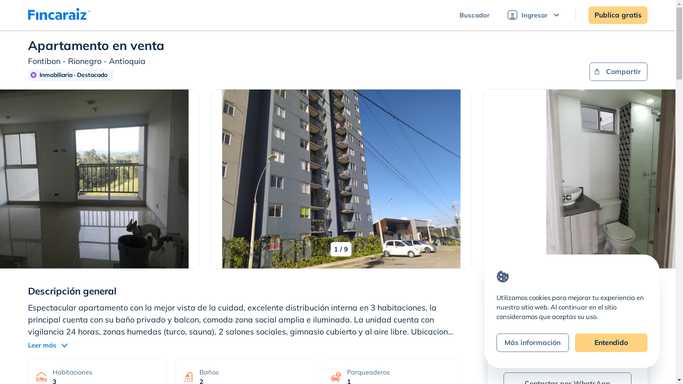 Fincaraiz
Buscador
Ingresar
Publica gratis
Apartamento en venta
Fontibon - Rionegro - Antioquia
Inmobiliaria · Destacado
Compartir
1 / 9
Descripción general
Espectacular apartamento con la mejor vista de la cuidad, excelente distribución interna en 3 habitaciones, la
principal cuenta con su baño privado y balcon, comoda zona social amplia e iluminada. La unidad cuenta con
vigilancia 24 horas, zonas humedas (turco, sauna), 2 salones sociales, gimnasio cubierto y al aire libre. Ubicacion...
Leer más
Utilizamos cookies para mejorar tu experiencia en
nuestro sitio web. Al continuar en el sitio
consideramos que aceptas su uso.
Más información
Entendido
Habitaciones
3
Baños
2
Parqueaderos
1
Contactar por WhatsApp